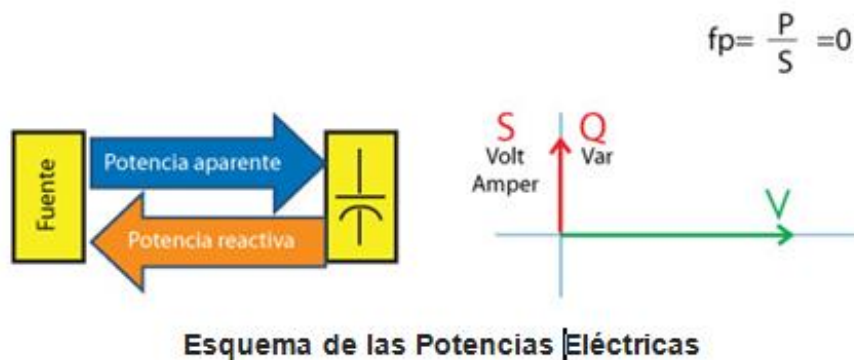 fp= P/S =0
Fuente
Potencia aparente
Potencia reactiva
S Q
Volt Var
Amper
V
Esquema de las Potencias Eléctricas